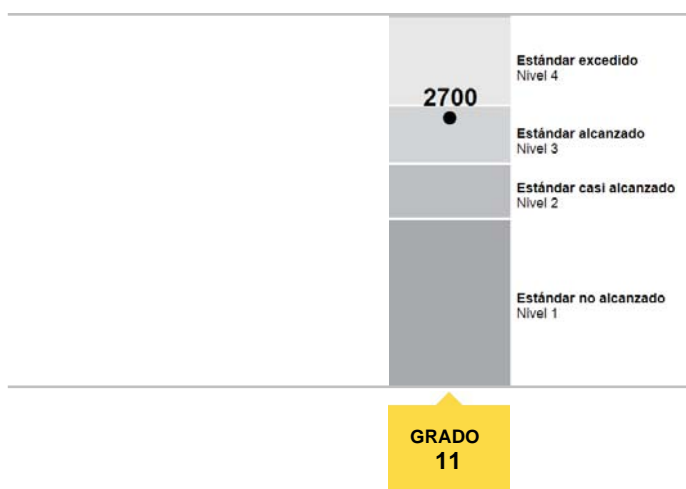 Estándar excedido
Nivel 4
2700
Estándar alcanzado
Nivel 3
Estándar casi alcanzado
Nivel 2
Estándar no alcanzado
Nivel 1
GRADO
11